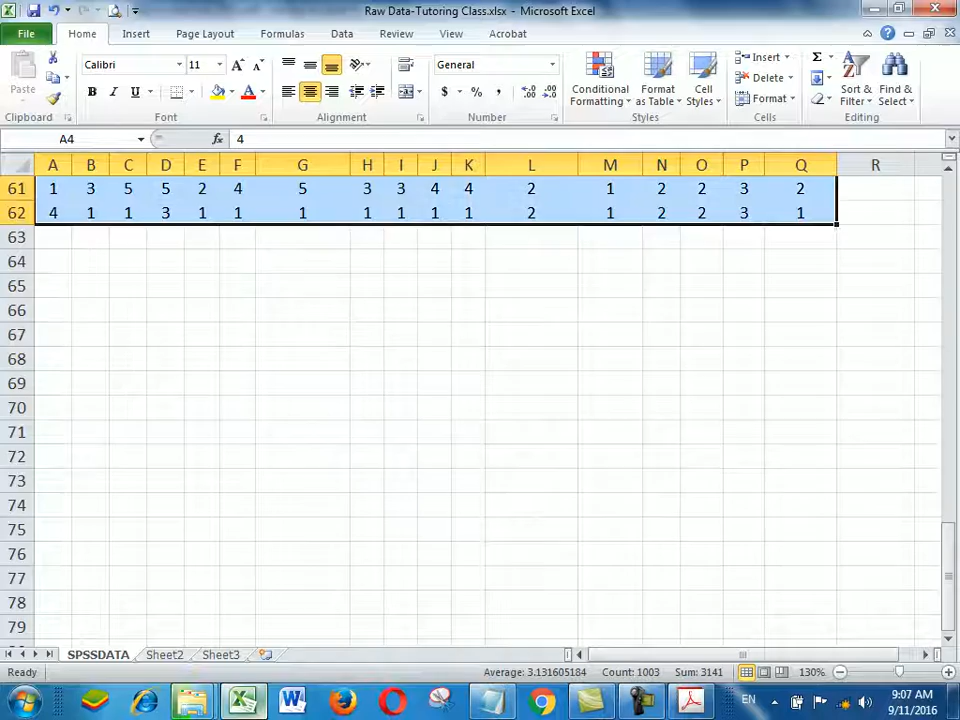 Raw Data-Tutoring Class.xlsx - Microsoft Excel
File Home Insert Page Layout Formulas Data Review View Acrobat
Paste
Calibri 11
B I U
General
$ % ,
Conditional Formatting
Format as Table
Cell Styles
Insert
Delete
Format
Sort & Filter
Find & Select
Clipboard Font Alignment Number Styles Cells Editing
A4 fx 4
A B C D E F G H I J K L M N O P Q R
61 1 3 5 5 2 4 5 3 3 4 4 2 1 2 2 3 2
62 4 1 1 3 1 1 1 1 1 1 1 2 1 2 2 3 1
63
64
65
66
67
68
69
70
71
72
73
74
75
76
77
78
79
SPSSDATA Sheet2 Sheet3
Ready Average: 3.131605184 Count: 1003 Sum: 3141 130%
EN 9:07 AM
9/11/2016